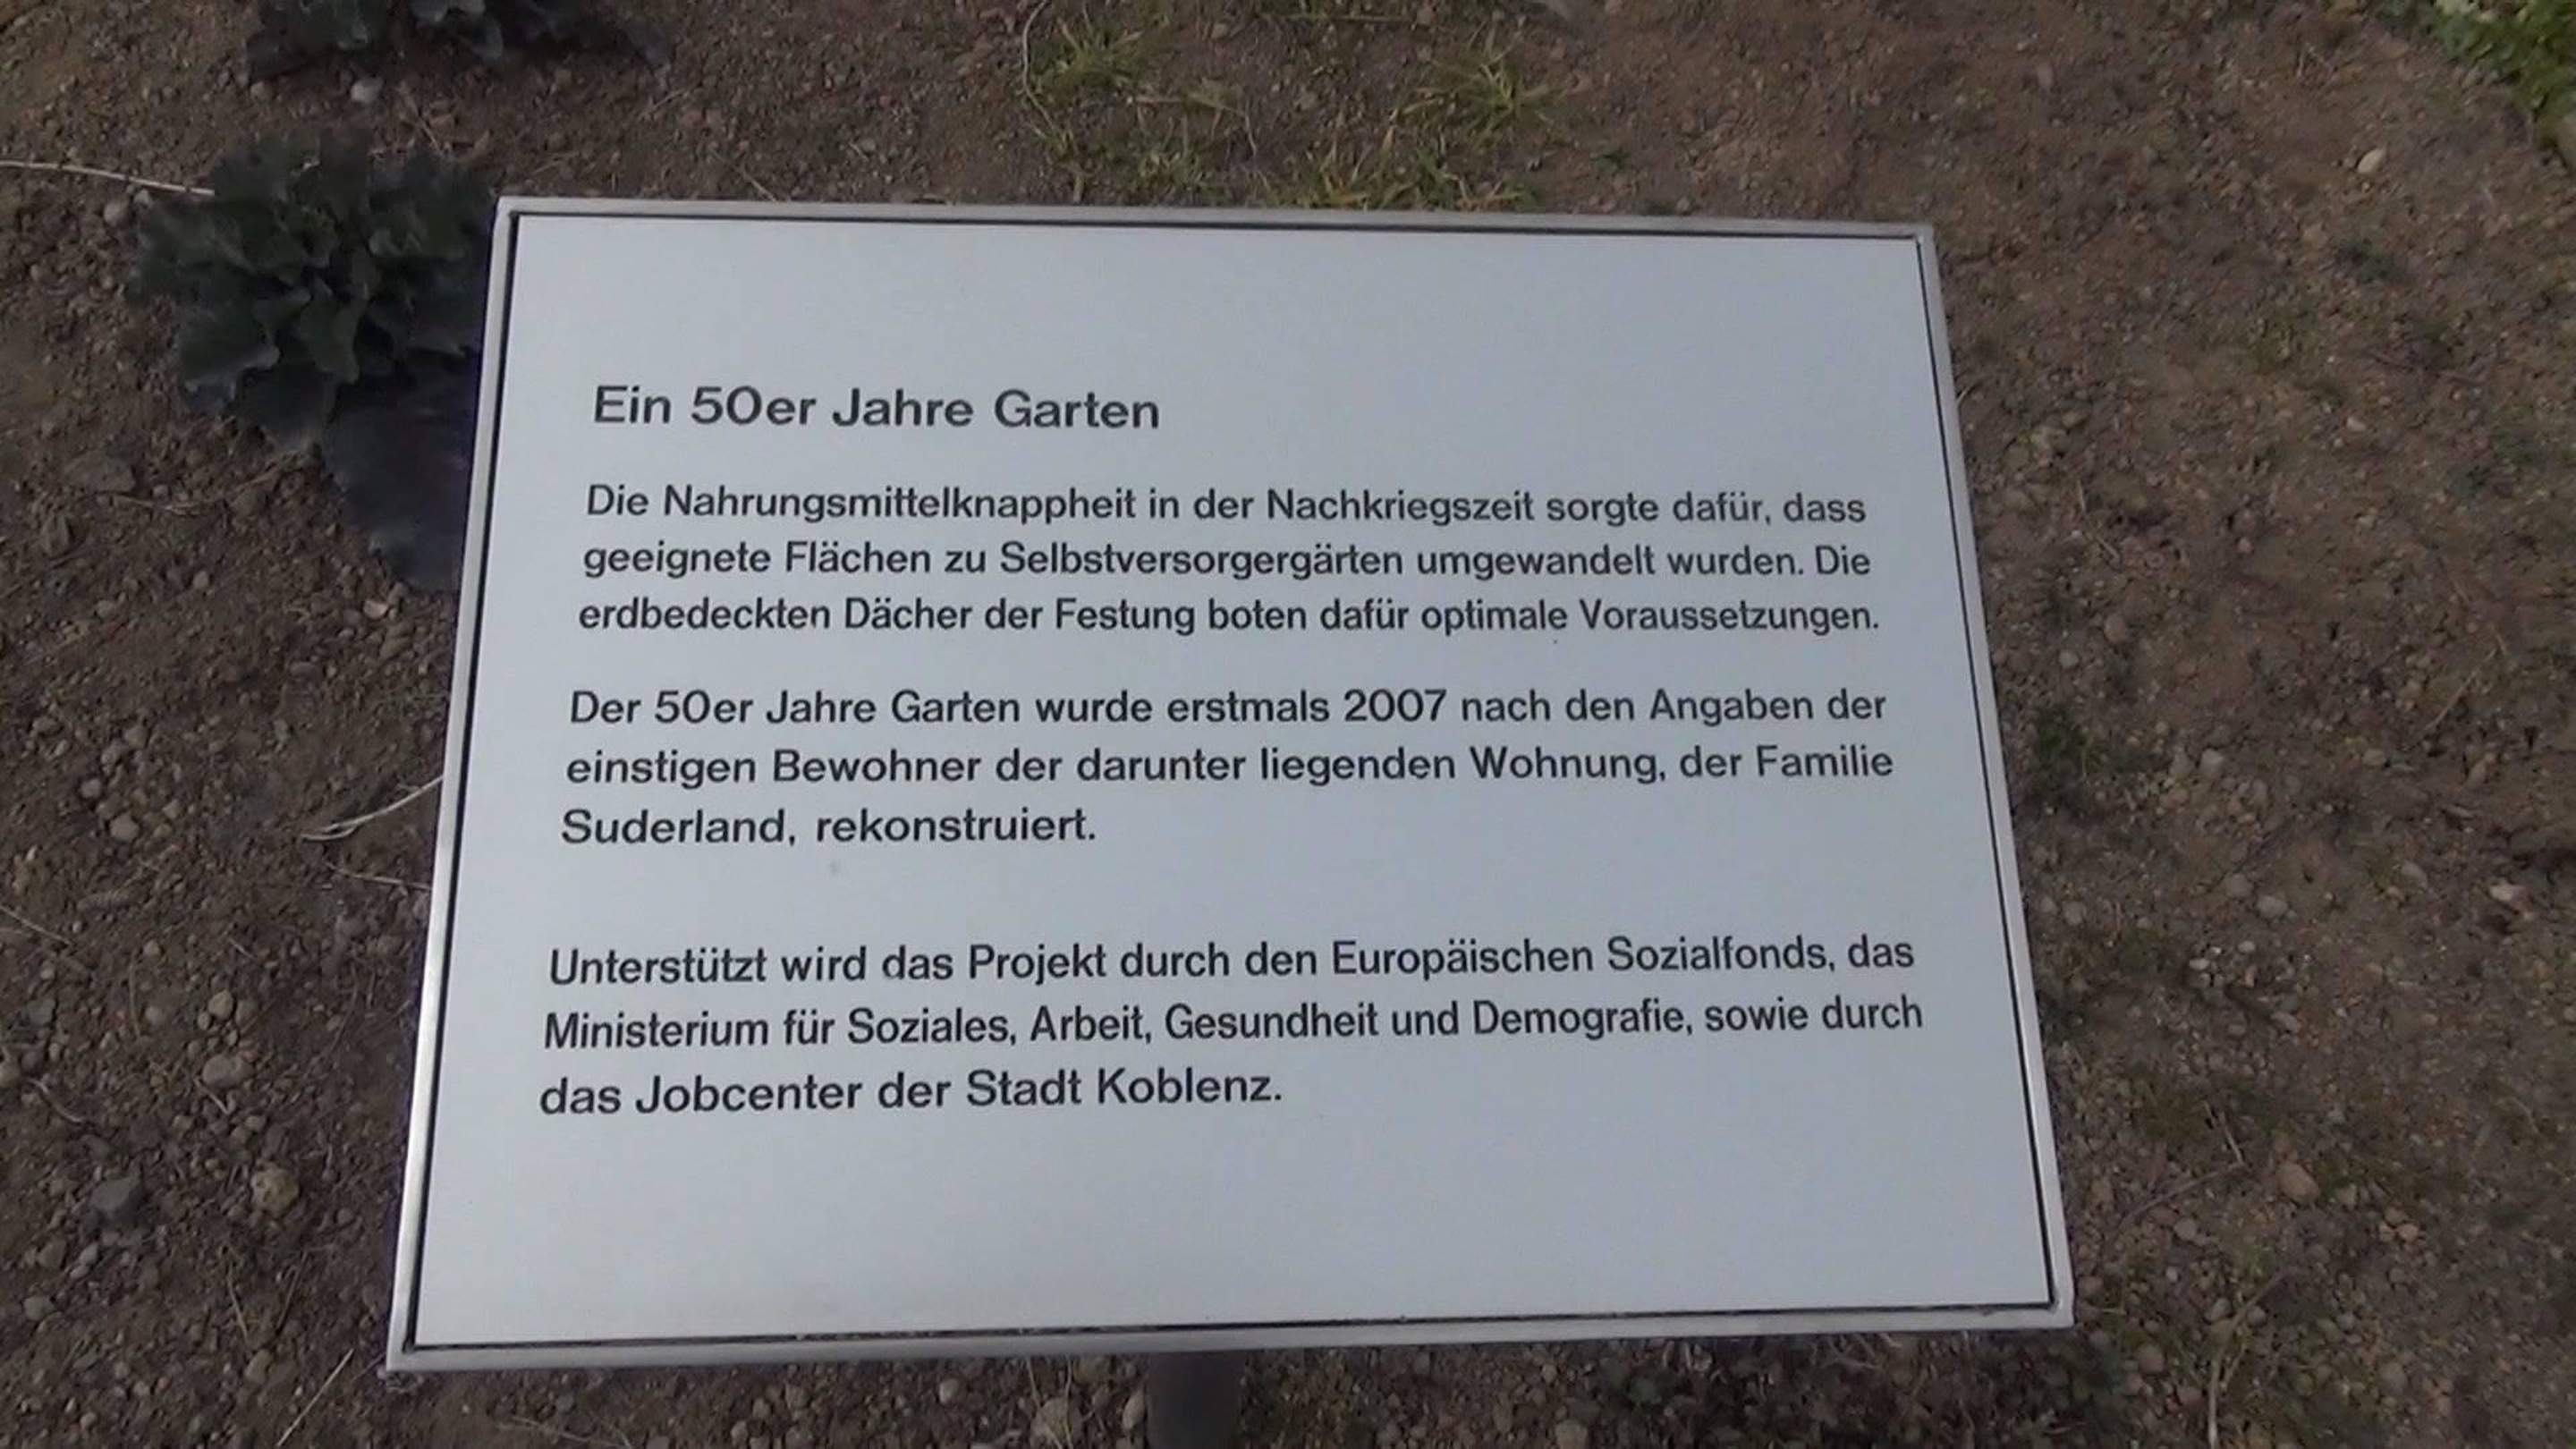 Ein 50er Jahre Garten
Die Nahrungsmittelknappheit in der Nachkriegszeit sorgte dafür, dass
geeignete Flächen zu Selbstversorgergärten umgewandelt wurden. Die
erdbedeckten Dächer der Festung boten dafür optimale Voraussetzungen.
Der 50er Jahre Garten wurde erstmals 2007 nach den Angaben der
einstigen Bewohner der darunter liegenden Wohnung, der Familie
Suderland, rekonstruiert.
Unterstützt wird das Projekt durch den Europäischen Sozialfonds, das
Ministerium für Soziales, Arbeit, Gesundheit und Demografie, sowie durch
das Jobcenter der Stadt Koblenz.